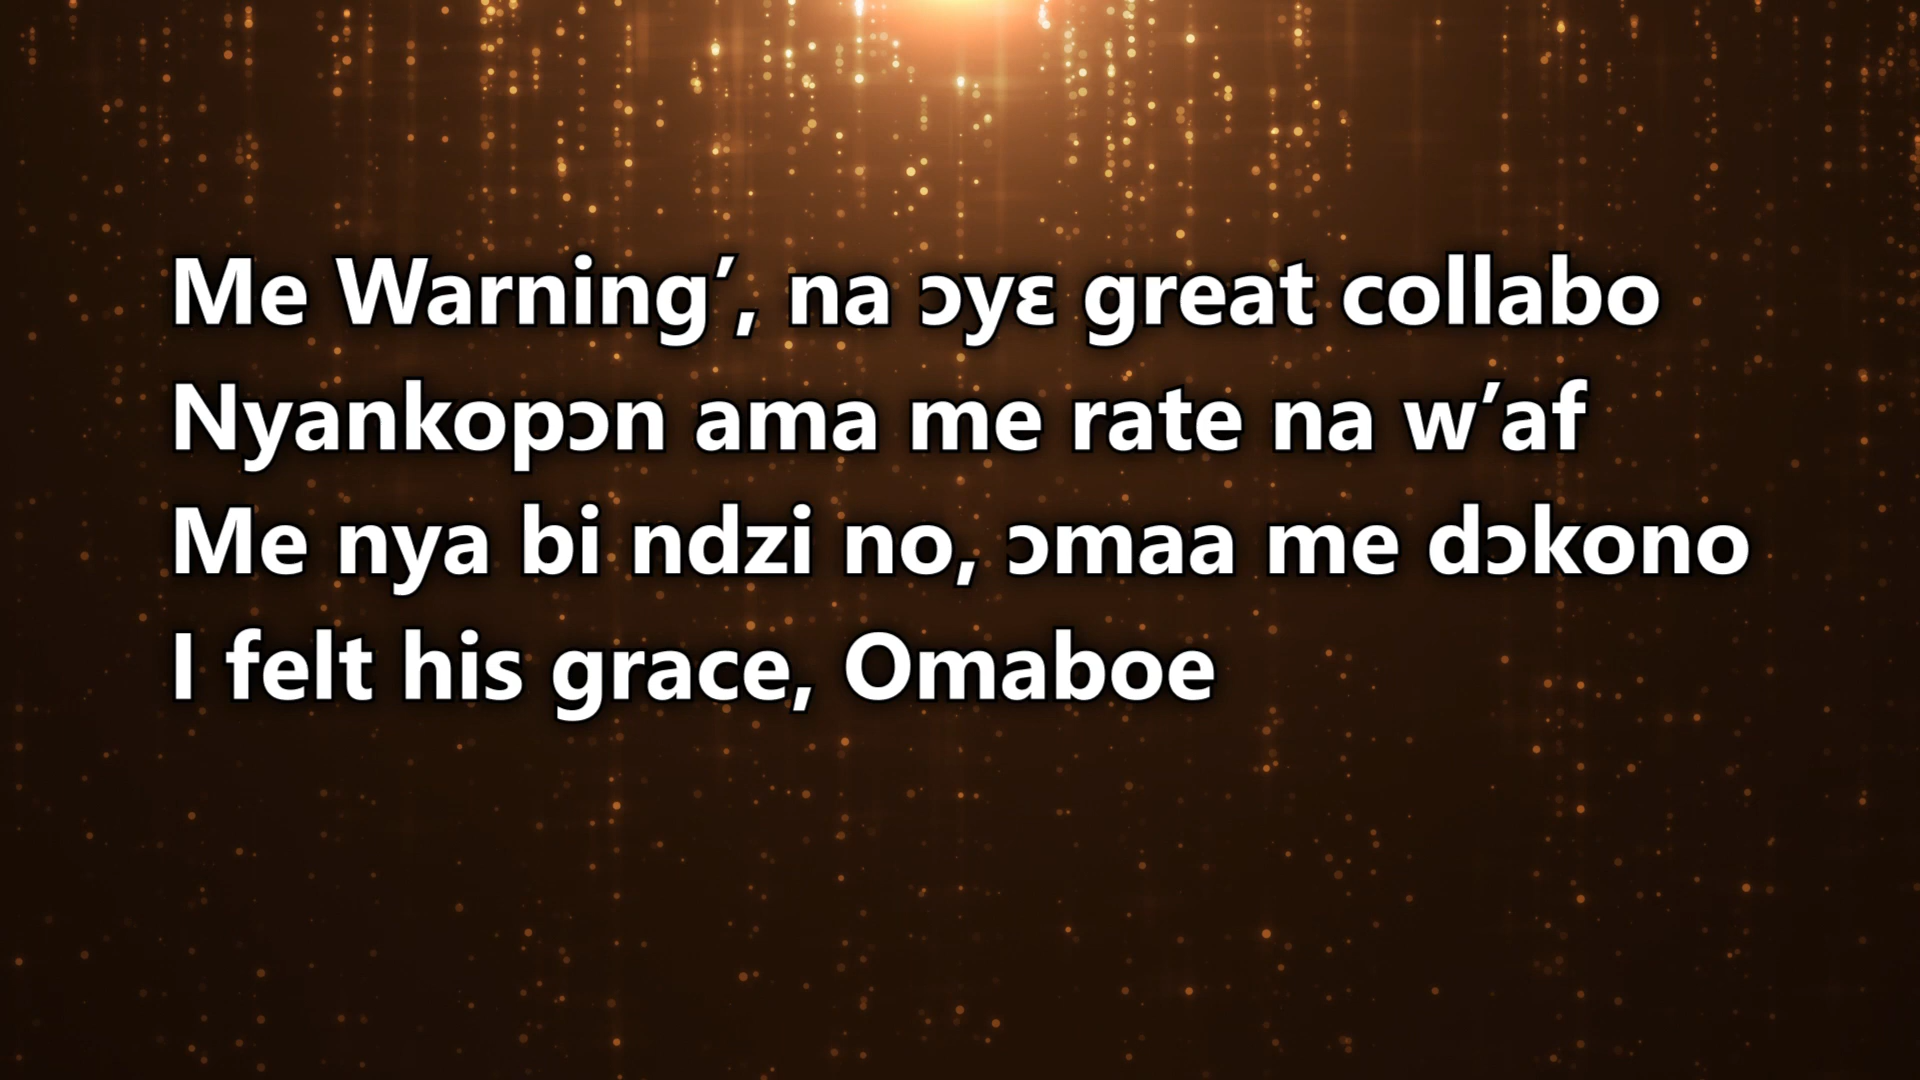 Me Warning’, na ɔyɛ great collabo
Nyankopɔn ama me rate na w’af
Me nya bi ndzi no, ɔmaa me dɔkono
I felt his grace, Omaboe